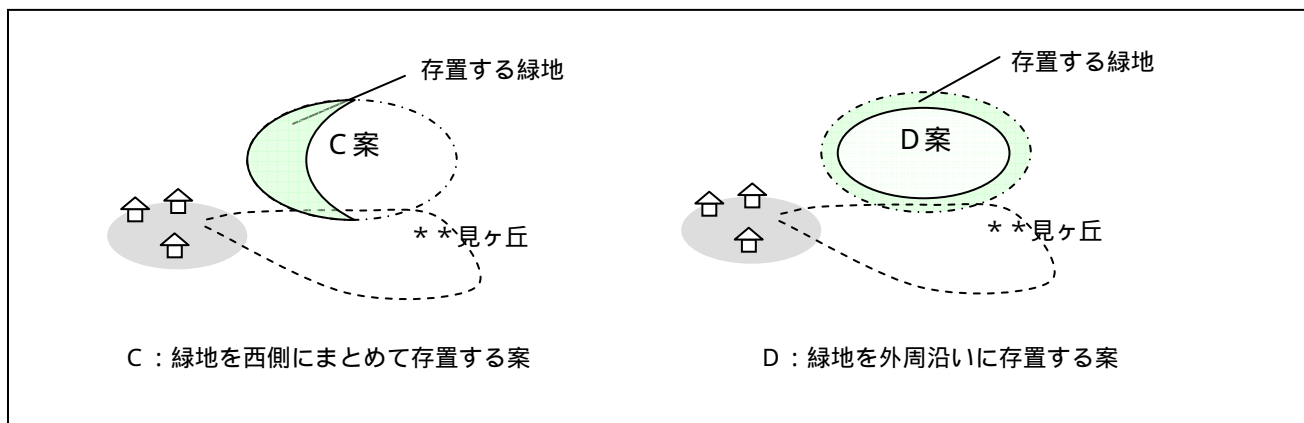 存置する緑地
C案
**見ヶ丘
C:緑地を西側にまとめて存置する案
存置する緑地
D案
**見ヶ丘
D:緑地を外周沿いに存置する案